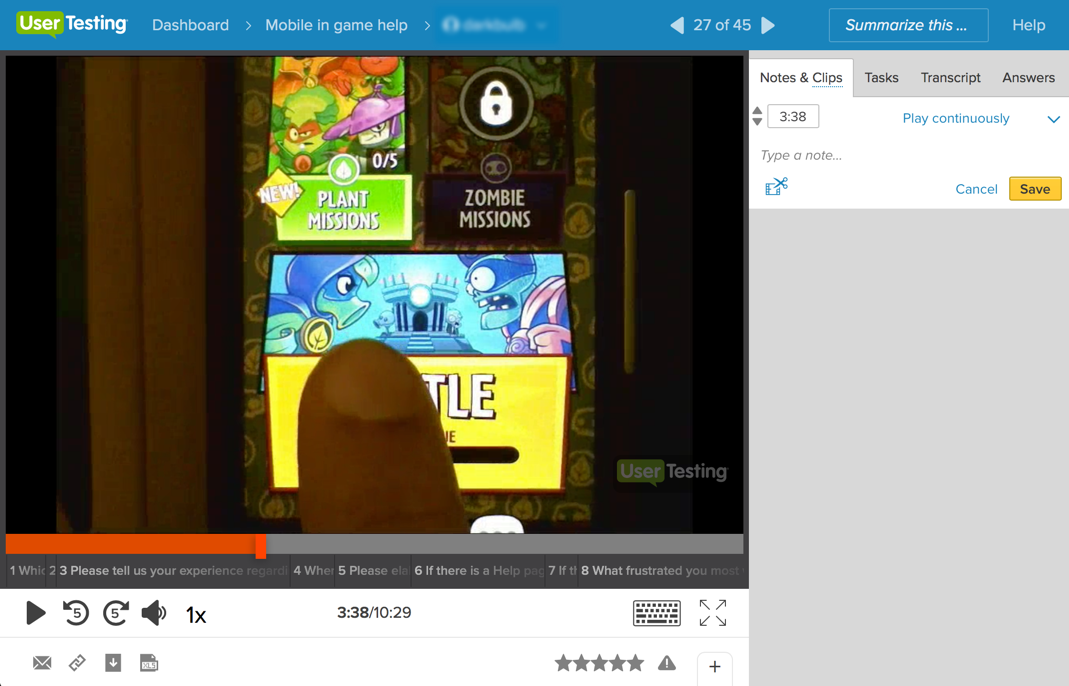 UserTesting
Dashboard > Mobile in game help >
27 of 45
Summarize this ...
Help
Notes & Clips
Tasks
Transcript
Answers
3:38
Play continuously
Type a note...
Cancel
Save
0/5
NEW!
PLANT
MISSIONS
ZOMBIE
MISSIONS
TLE
UserTesting
1 Whic
2
3 Please tell us your experience regardi
4 When
5 Please ela
6 If there is a Help pag
7 If th
8 What frustrated you most
5
5
1x
3:38/10:29
XLS
+